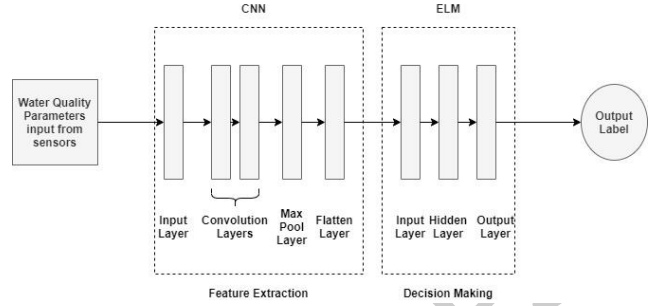 CNN
ELM
Water Quality
Parameters
input from
sensors
Output
Label
Input
Layer
Convolution
Layers
Max
Pool
Layer
Flatten
Layer
Input
Layer
Hidden
Layer
Output
Layer
Feature Extraction
Decision Making